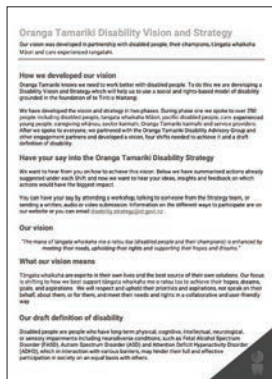 Oranga Tamariki Disability Vision and Strategy
Our vision was developed in partnership with disabled people, their champions, tāngata whaikaha
Māori and care experienced rangatahi.
How we developed our vision
Oranga Tamariki knows we need to work better with disabled people. To do this we are developing a
Disability Vision and Strategy which will help us to use a social and rights-based model of disability
grounded in the foundation of te Tiriti o Waitangi.
We have developed the vision and strategy in two phases. During phase one we spoke to over 250
people including disabled people, tāngata whaikaha Māori, pacific disabled people, care experienced
young people, caregiving whānau, sector kaimahi, Oranga Tamariki kaimahi and service providers.
After we spoke to everyone, we partnered with the Oranga Tamariki Disability Advisory Group and
other engagement partners and developed a vision, four shifts needed to achieve it and a draft
definition of disability.
Have your say into the Oranga Tamariki Disability Strategy
We want to hear from you on how to achieve this vision. Below we have summarised actions already
suggested under each Shift and now we want to hear your ideas, insights and feedback on which
actions would have the biggest impact.
You can have your say by attending a workshop, talking to someone from the Strategy team, or
sending a written, audio or video submission. Information on the different ways to participate are on
our website or you can email
Our vision
"The mana of tāngata whaikaha me o ratou iwi (disabled people and their champions) is enhanced by
meeting their needs, upholding their rights and supporting their hopes and dreams."
What our vision means
Tāngata whaikaha are experts in their own lives and the best source of their own solutions. Our focus
is shifting to how we best support tāngata whaikaha me o ratou iwi to achieve their hopes, dreams,
goals, and aspirations. We will respect and uphold their priorities and aspirations, not speak on their
behalf, about them, or for them, and meet their needs and rights in a collaborative and user-friendly
way.
Our draft definition of disability
Disabled people are people who have long-term physical, cognitive, intellectual, neurological,
or sensory impairments including neurodiverse conditions, such as Fetal Alcohol Spectrum
Disorder (FASD), Autism Spectrum Disorder (ASD) and Attention Deficit Hyperactivity Disorder
(ADHD), which in interaction with various barriers, may hinder their full and effective
participation in society on an equal basis with others.